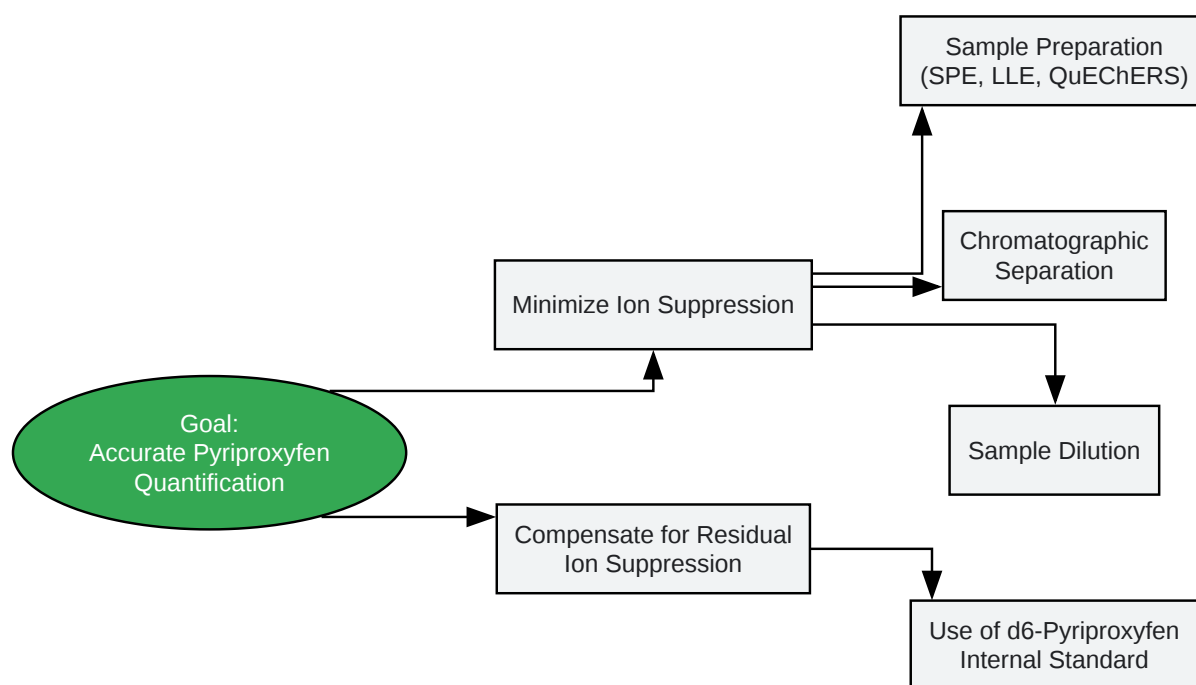 Sample Preparation
(SPE, LLE, QuEChERS)
Chromatographic
Separation
Minimize Ion Suppression
Goal:
Accurate Pyriproxyfen
Quantification
Sample Dilution
Compensate for Residual
Ion Suppression
Use of d6-Pyriproxyfen
Internal Standard